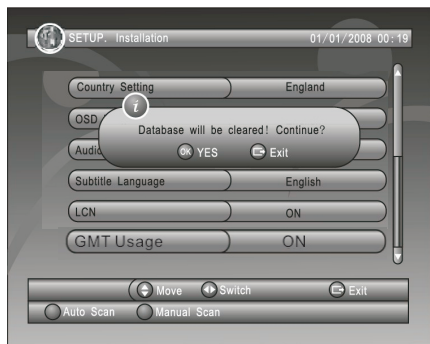 SETUP. Installation 01/01/2008 00:19
Country Setting England
OSD
Database will be cleared! Continue?
Audio
OK YES Exit
Subtitle Language English
LCN ON
GMT Usage ON
Move Switch Exit
Auto Scan Manual Scan